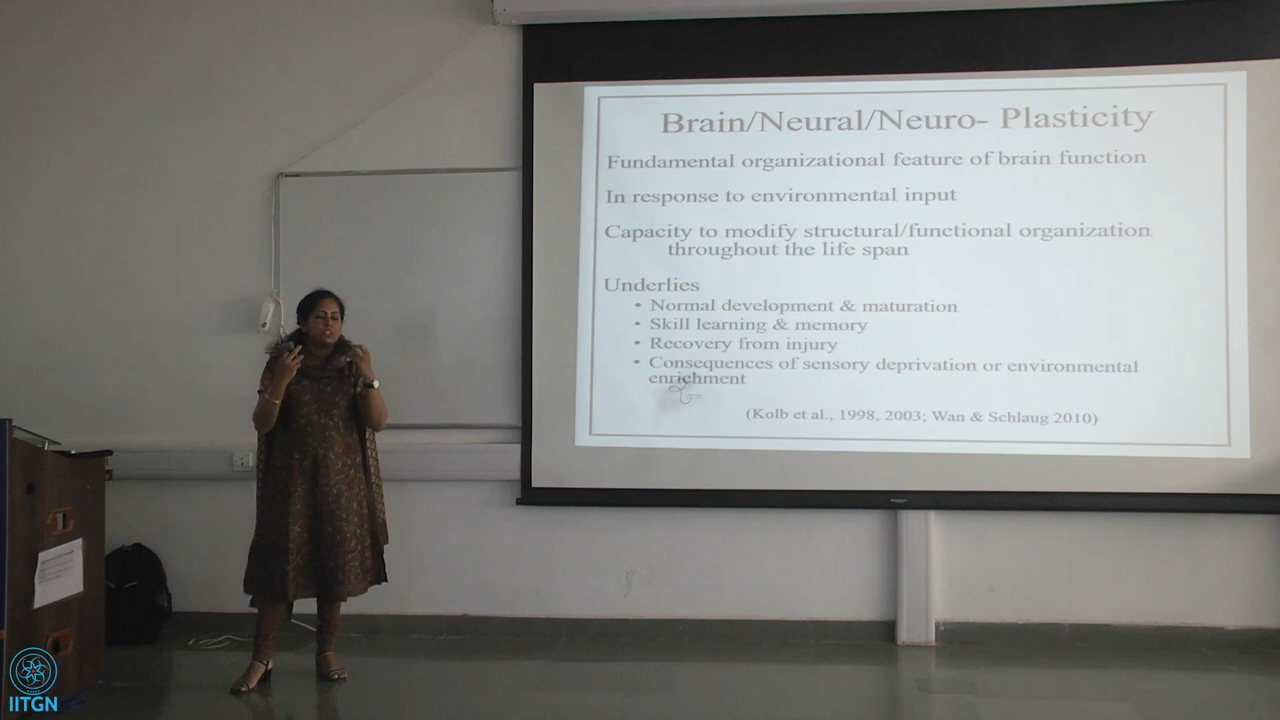 Brain/Neural/Neuro- Plasticity
Fundamental organizational feature of brain function
In response to environmental input
Capacity to modify structural/functional organization
throughout the life span
Underlies
• Normal development & maturation
• Skill learning & memory
• Recovery from injury
• Consequences of sensory deprivation or environmental
enrichment
(Kolb et al., 1998, 2003; Wan & Schlaug 2010)
IITGN